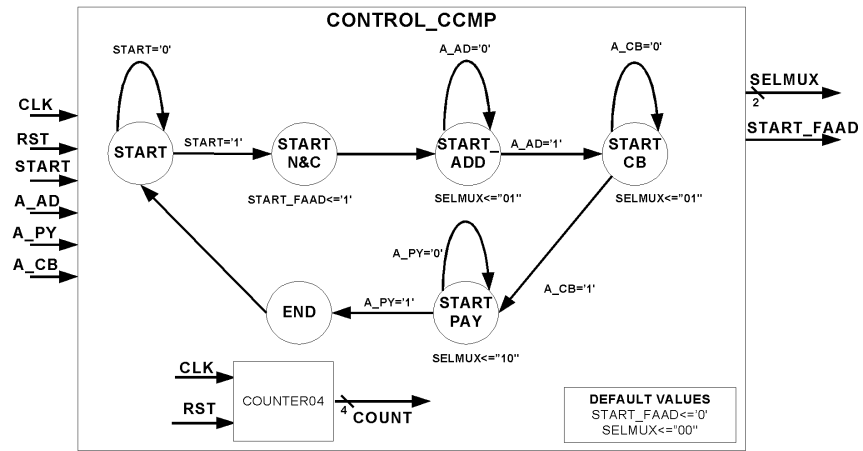 CONTROL_CCMP
START='0'
A_AD='0'
A_CB='0'
CLK
RST
START
A_AD
A_PY
A_CB
START
START='1'
START
N&C
START_FAAD<='1'
START_
ADD
SELMUX<="01"
A_AD='1'
START
CB
SELMUX<="01"
SELMUX
2
START_FAAD
A_PY='0'
A_CB='1'
END
A_PY='1'
START
PAY
SELMUX<="10"
CLK
RST
COUNTER04
4
COUNT
DEFAULT VALUES
START_FAAD<='0'
SELMUX<="00"